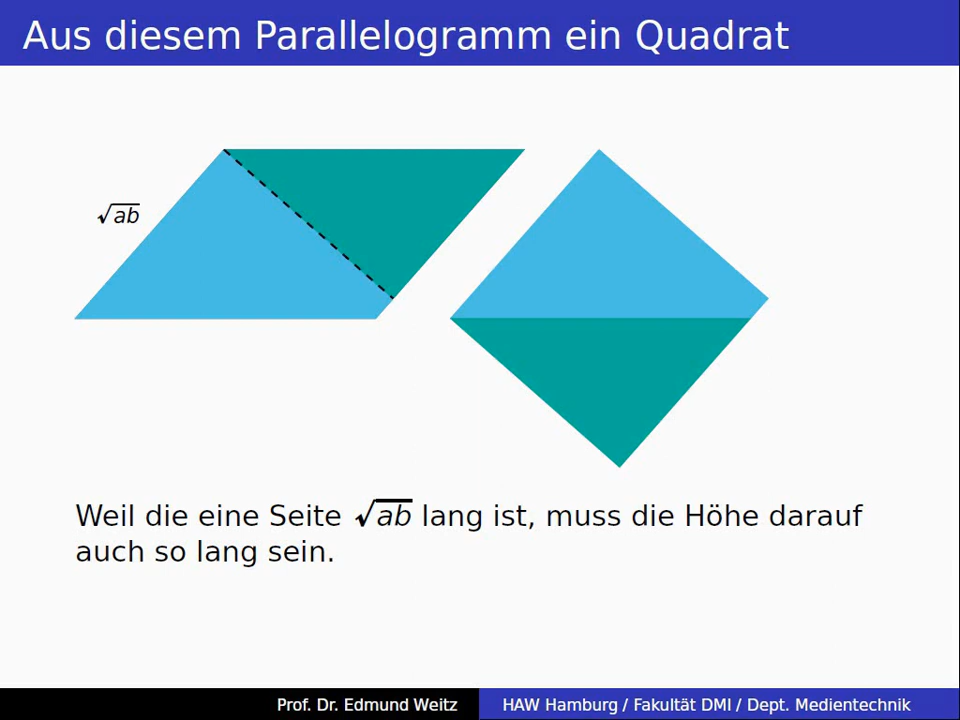 Aus diesem Parallelogramm ein Quadrat
√ab
Weil die eine Seite √ab lang ist, muss die Höhe darauf
auch so lang sein.
Prof. Dr. Edmund Weitz
HAW Hamburg / Fakultät DMI / Dept. Medientechnik